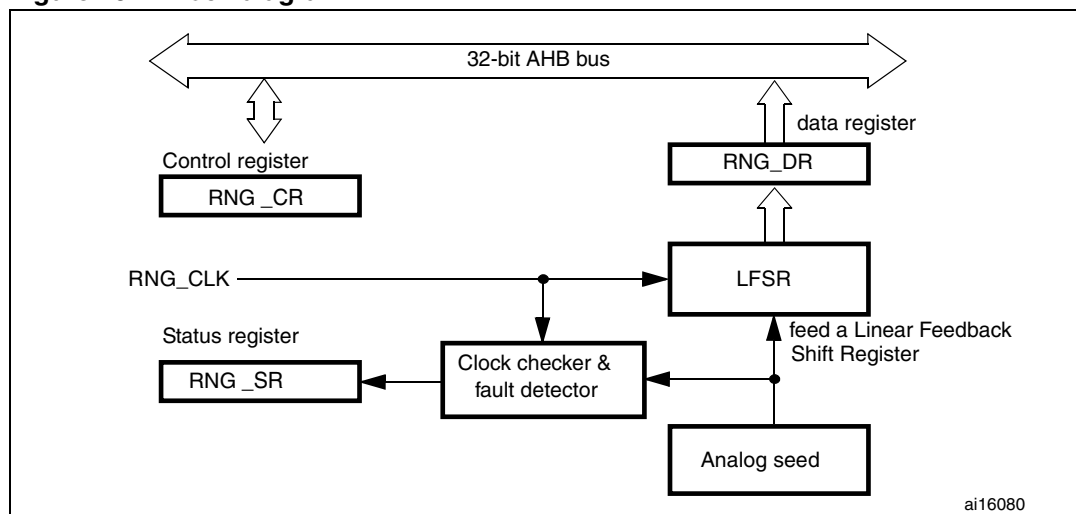 32-bit AHB bus
data register
Control register
RNG_DR
RNG _CR
RNG_CLK
LFSR
feed a Linear Feedback
Shift Register
Status register
Clock checker &
fault detector
RNG _SR
Analog seed
ai16080